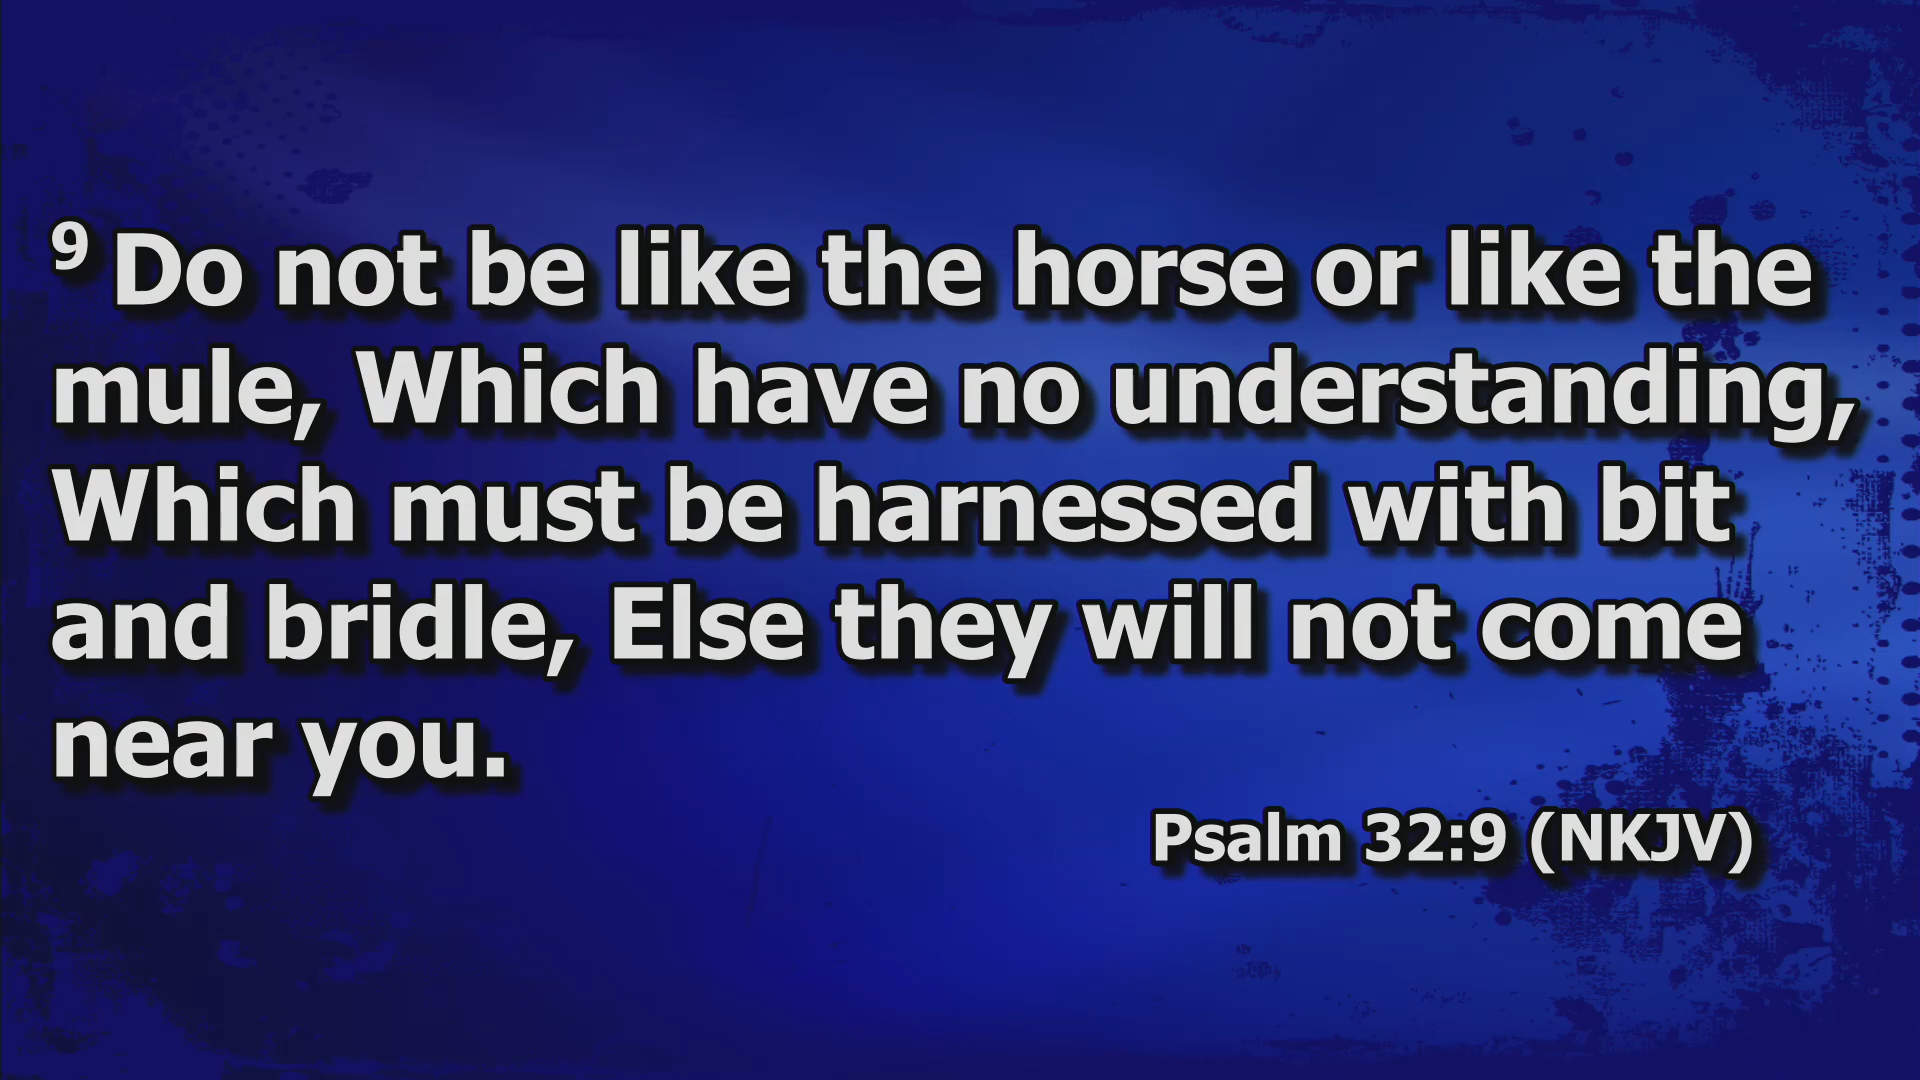 9 Do not be like the horse or like the
mule, Which have no understanding,
Which must be harnessed with bit
and bridle, Else they will not come
near you.
Psalm 32:9 (NKJV)